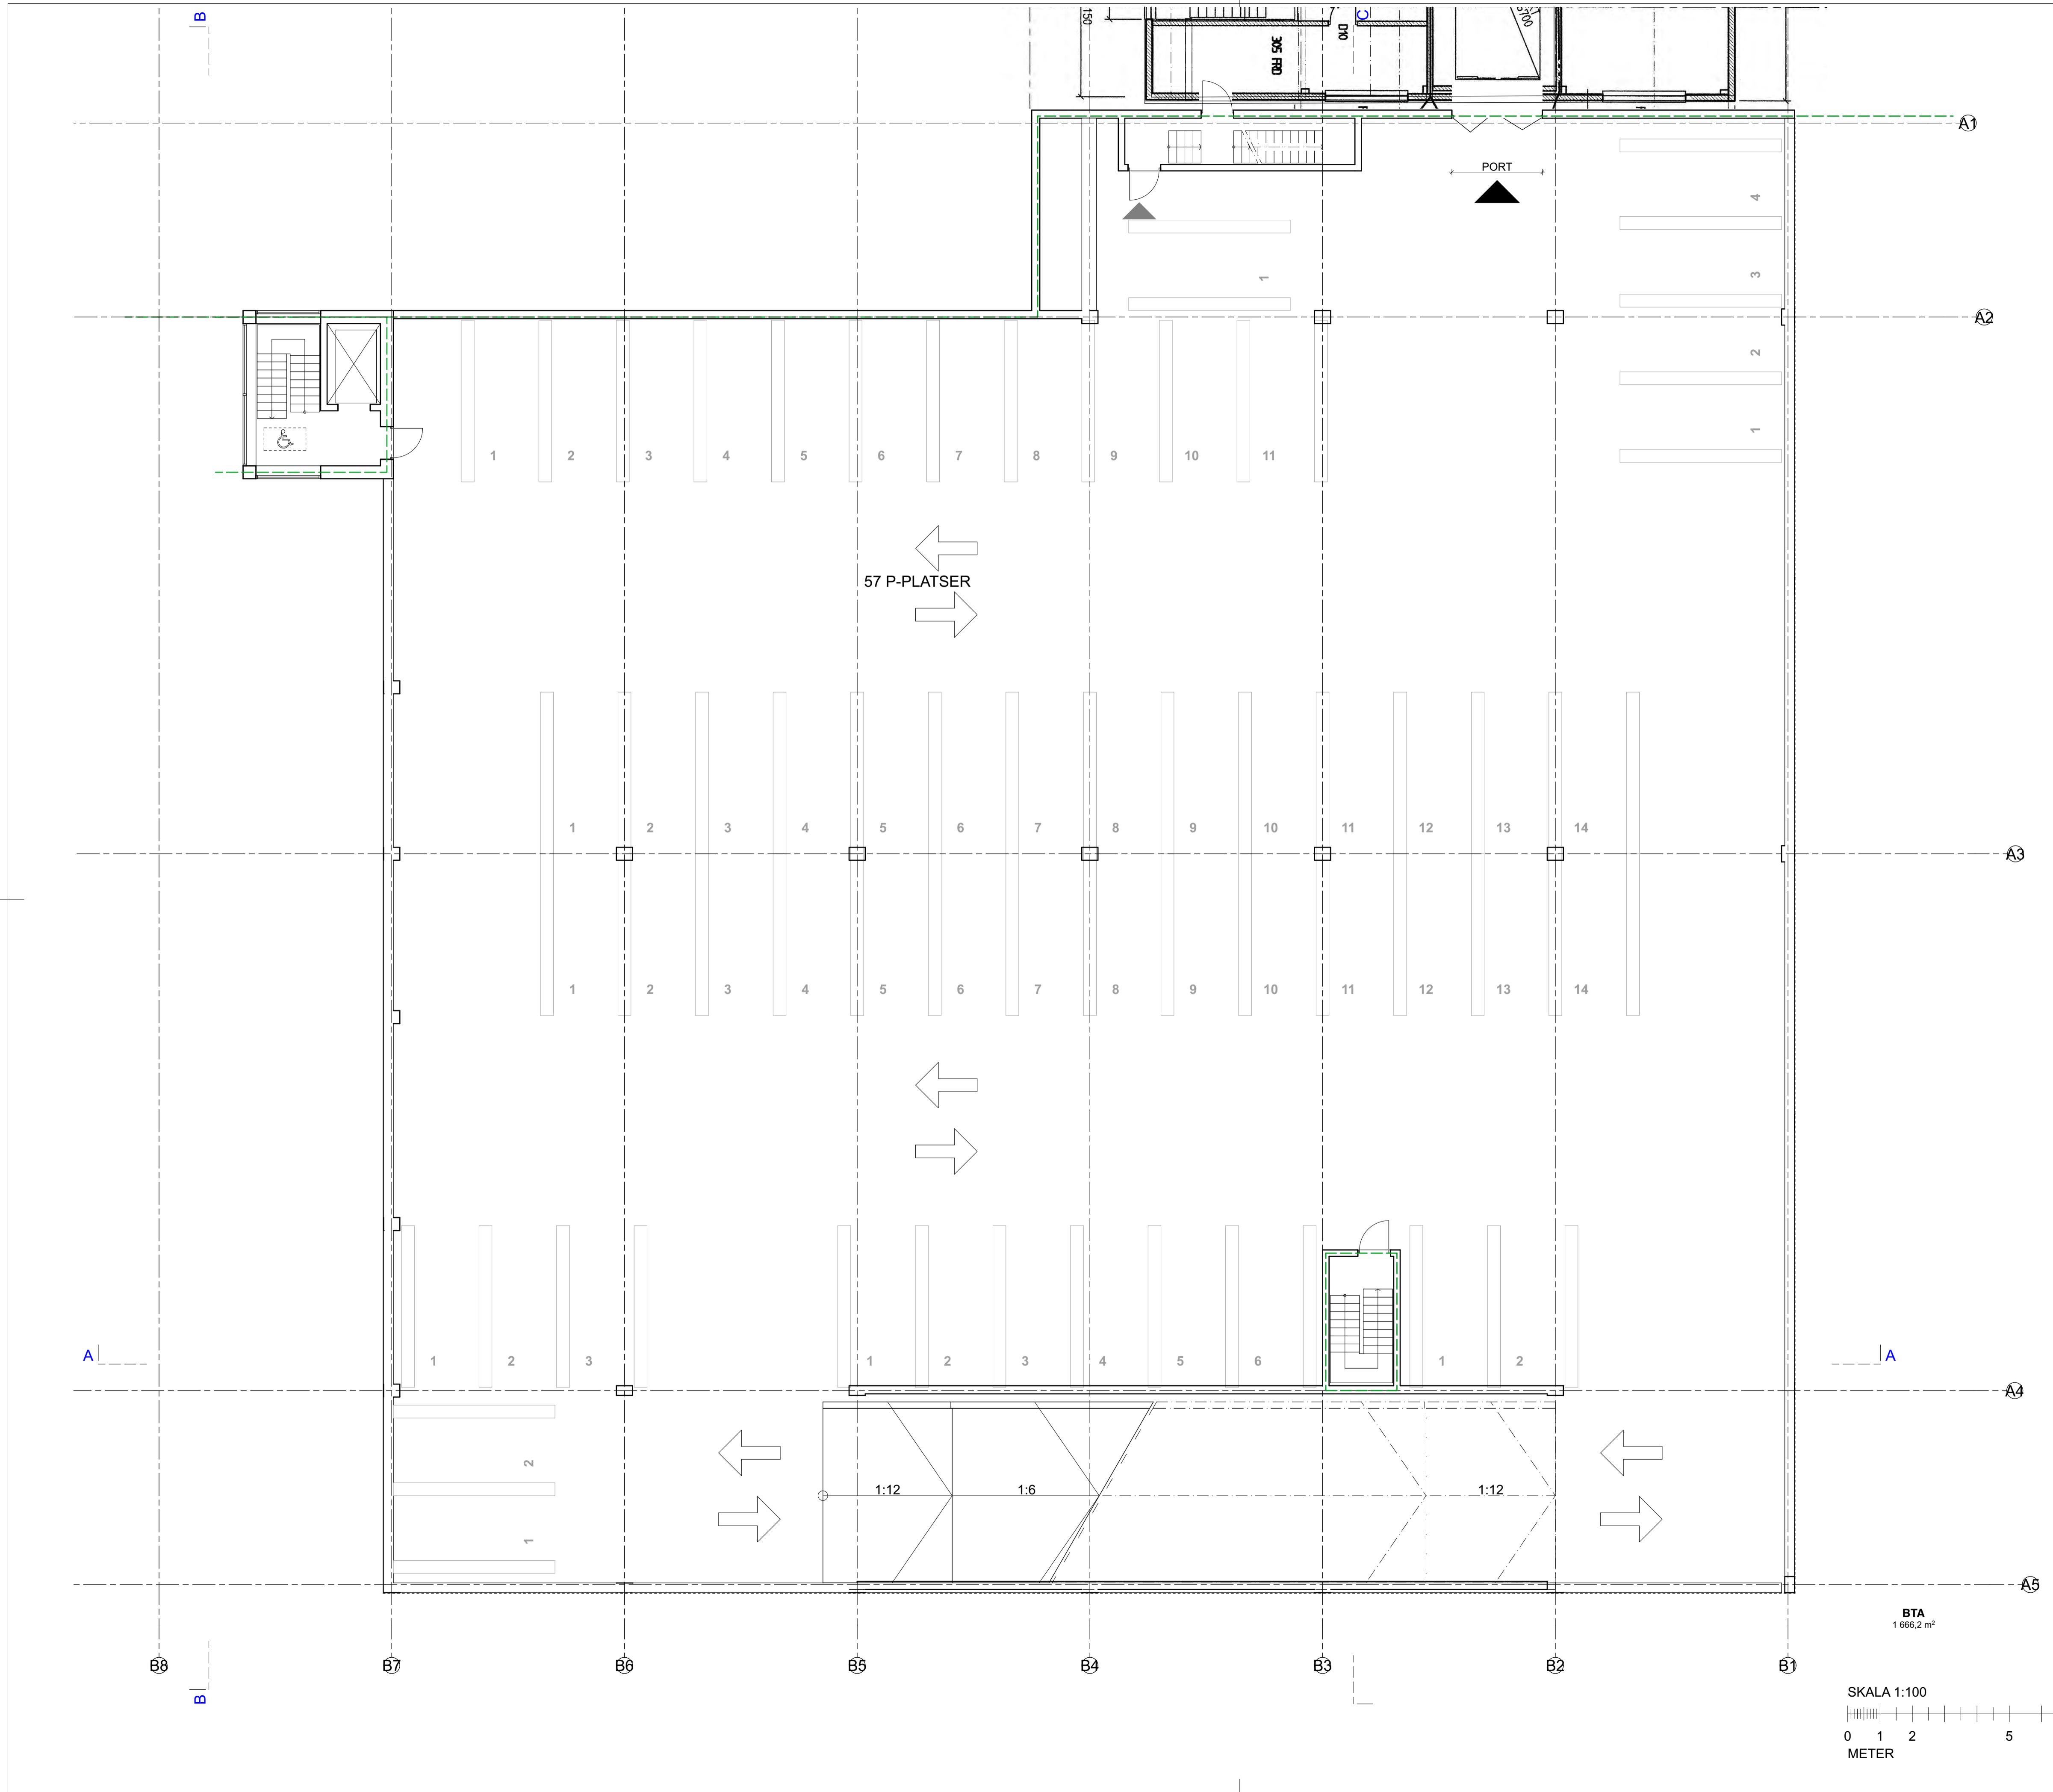 B
150
305 FRD
D10
C
5700
A1
PORT
4
3
1
A2
2
1
1 2 3 4 5 6 7 8 9 10 11
57 P-PLATSER
1 2 3 4 5 6 7 8 9 10 11 12 13 14
A3
1 2 3 4 5 6 7 8 9 10 11 12 13 14
1 2 3 1 2 3 4 5 6 1 2
A A
A4
2
1:12 1:6 1:12
1
A5
BTA
1 666,2 m²
B8 B7 B6 B5 B4 B3 B2 B1
B
SKALA 1:100
0 1 2 5
METER